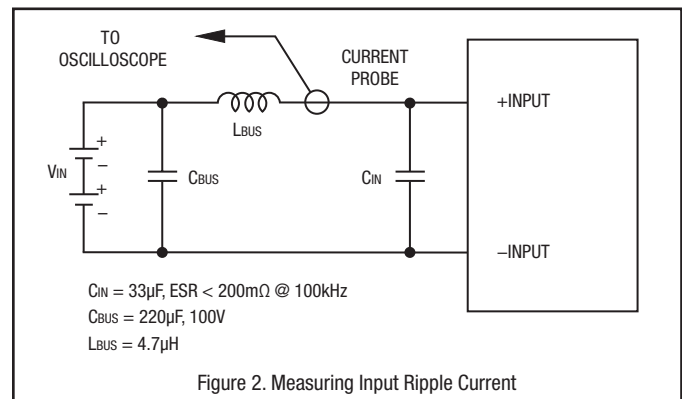 TO
OSCILLOSCOPE
CURRENT
PROBE
+INPUT
LBUS
+
VIN
−
+
−
CBUS
CIN
−INPUT
CIN = 33µF, ESR < 200mΩ @ 100kHz
CBUS = 220µF, 100V
LBUS = 4.7µH
Figure 2. Measuring Input Ripple Current